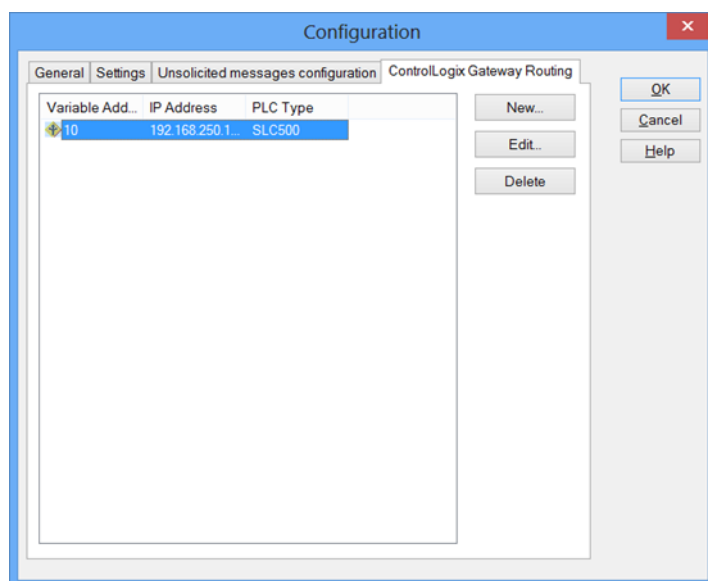 Configuration
General Settings Unsolicited messages configuration ControlLogix Gateway Routing
Variable Add... IP Address PLC Type
10 192.168.250.1... SLC500
New...
Edit...
Delete
OK
Cancel
Help